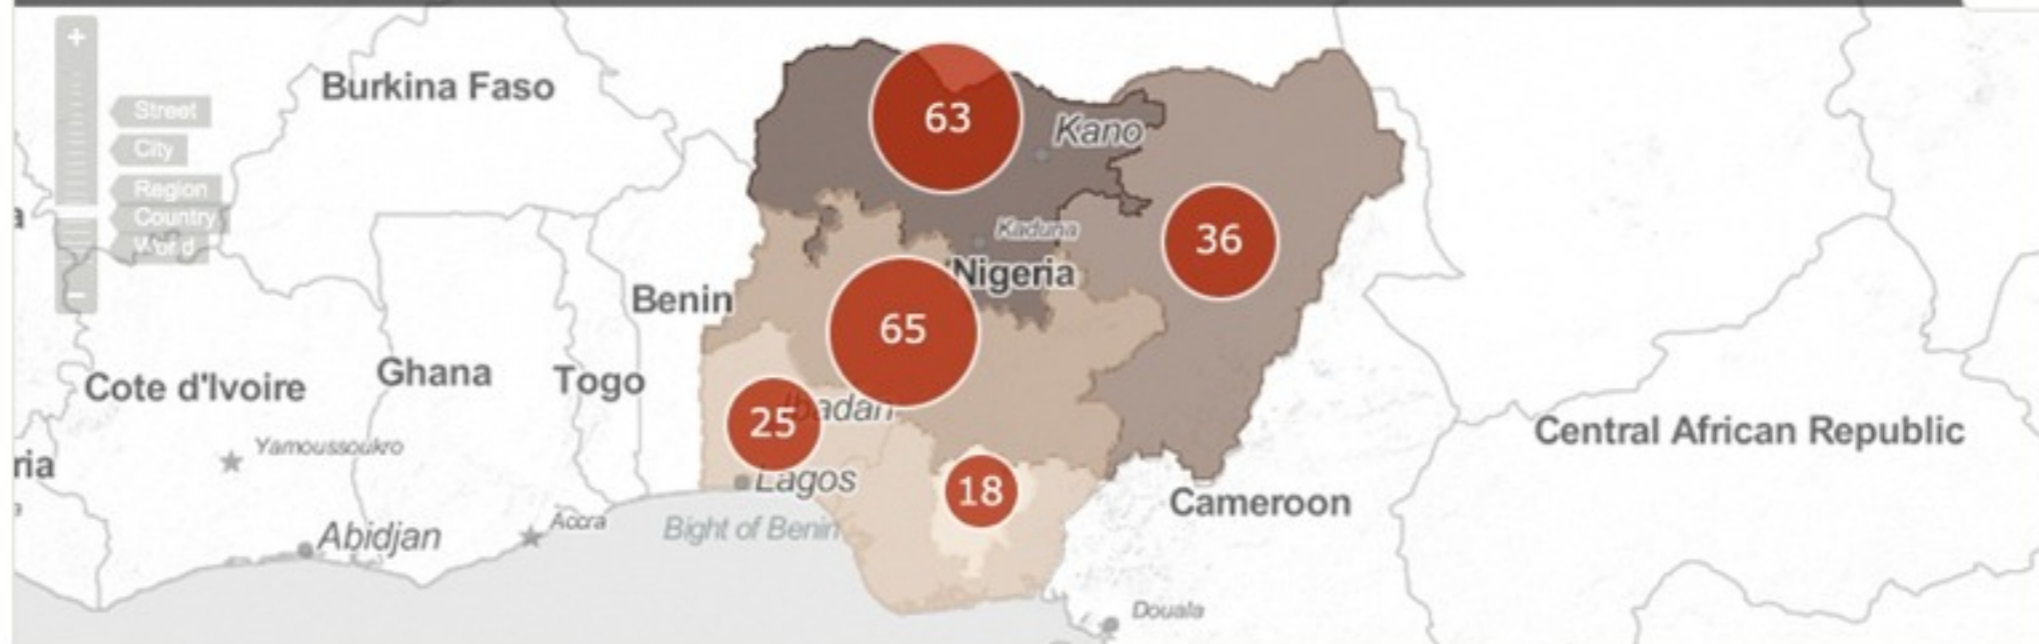 +
Burkina Faso
Street
63
Kano
City
Region
Country
World
Kaduna
36
Nigeria
Benin
65
Cote d'Ivoire
Ghana
Togo
Ibadan
25
Yamoussoukro
Central African Republic
ria
Lagos
18
Cameroon
Bight of Benin
Accra
Abidjan
Douala